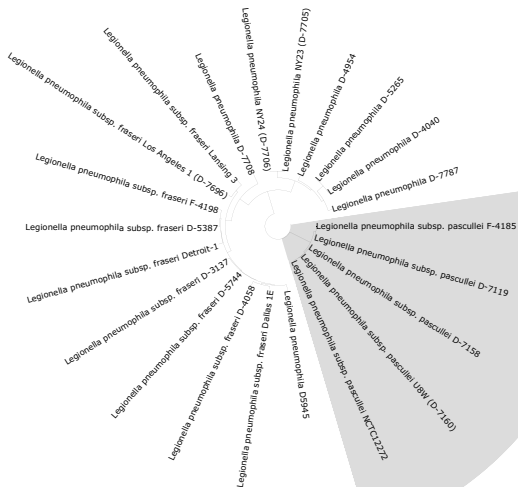 Legionella pneumophila NY23 (D-7705)
Legionella pneumophila D-4954
Legionella pneumophila D-5265
Legionella pneumophila D-4040
Legionella pneumophila D-7787
Legionella pneumophila subsp. pascullei F-4185
Legionella pneumophila subsp. pascullei D-7119
Legionella pneumophila subsp. pascullei D-7158
Legionella pneumophila subsp. pascullei U8W (D-7160)
Legionella pneumophila subsp. pascullei NCTC12272
Legionella pneumophila D5945
Legionella pneumophila subsp. fraseri Dallas 1E
Legionella pneumophila subsp. fraseri D-4058
Legionella pneumophila subsp. fraseri D-5744
Legionella pneumophila subsp. fraseri D-3137
Legionella pneumophila subsp. fraseri Detroit-1
Legionella pneumophila subsp. fraseri D-5387
Legionella pneumophila subsp. fraseri F-4198
Legionella pneumophila subsp. fraseri Los Angeles 1 (D-7696)
Legionella pneumophila subsp. fraseri Lansing 3
Legionella pneumophila D-7708
Legionella pneumophila NY24 (D-7706)